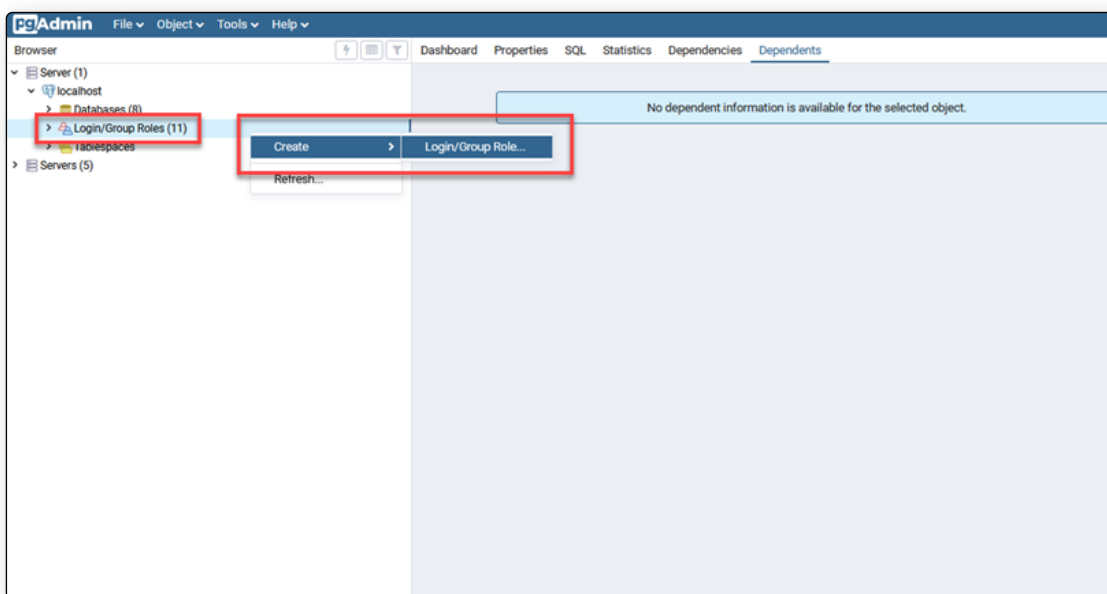 pgAdmin File Object Tools Help
Browser Dashboard Properties SQL Statistics Dependencies Dependents
Server (1)
localhost
Databases (8)
No dependent information is available for the selected object.
Login/Group Roles (11)
Tablespaces
Create Login/Group Role...
Servers (5)
Refresh...